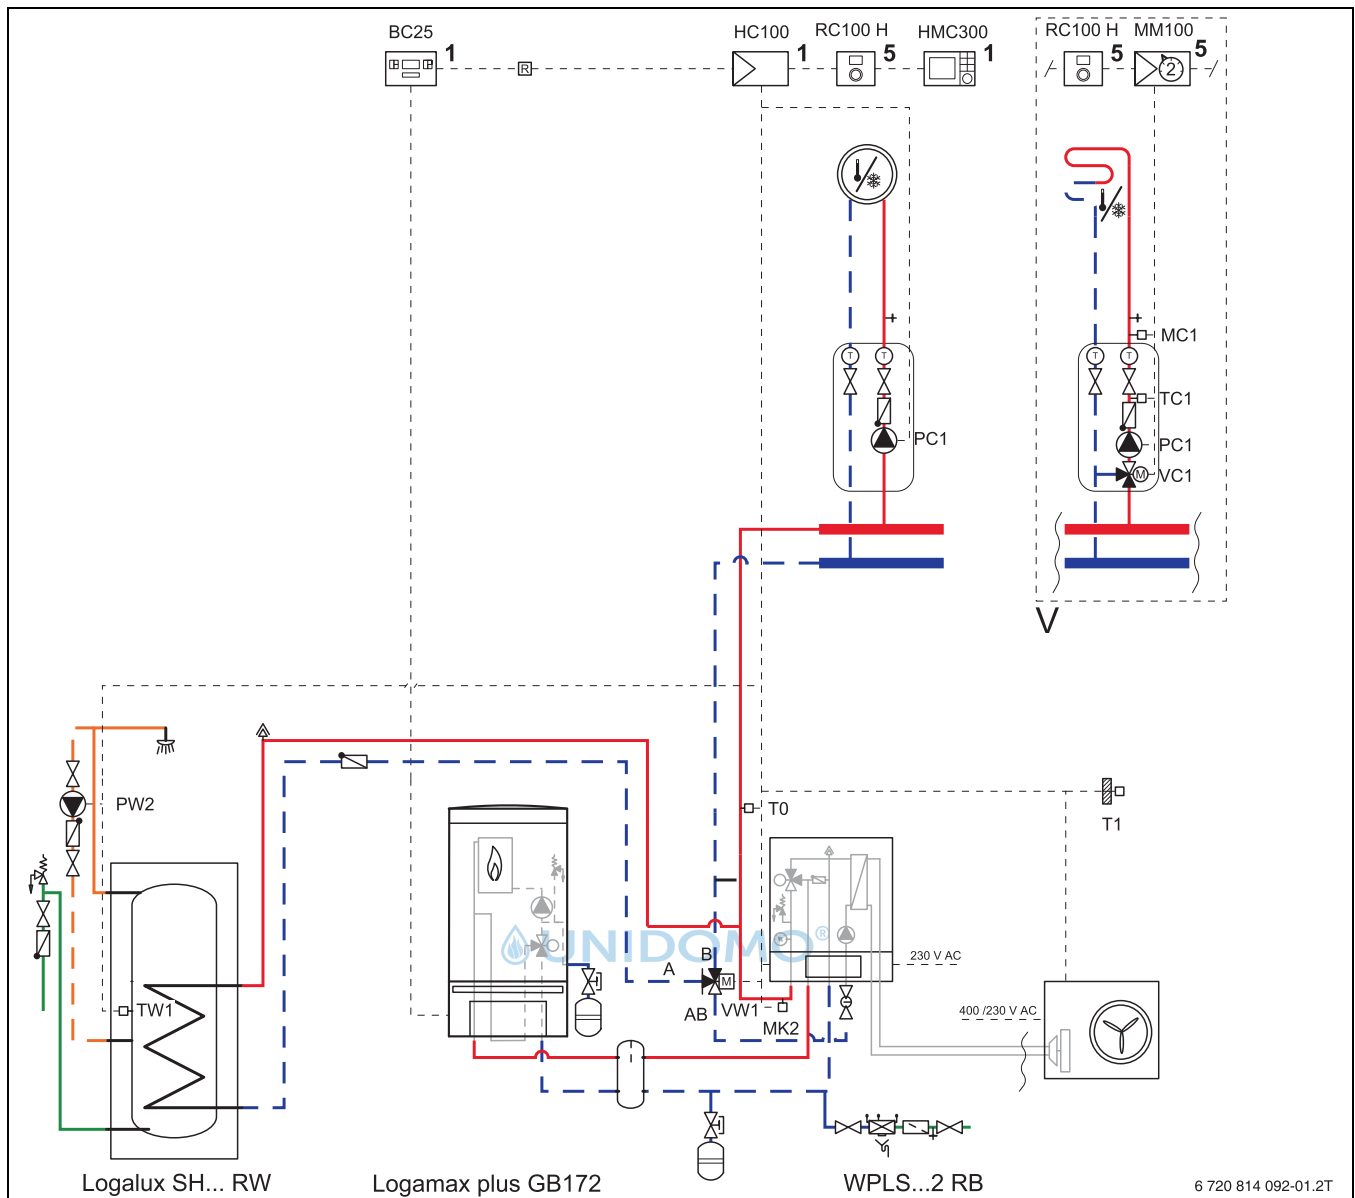 BC25
HC100
RC100 H
HMC300
RC100 H
MM100
1
R
1
5
1
5
5
2
MC1
T
T
T
T
TC1
PC1
PC1
M
VC1
V
PW2
T0
T1
UNIDOMO®
230 V AC
A
B
M
AB
VW1
MK2
TW1
400 /230 V AC
Logalux SH... RW
Logamax plus GB172
WPLS...2 RB
6 720 814 092-01.2T